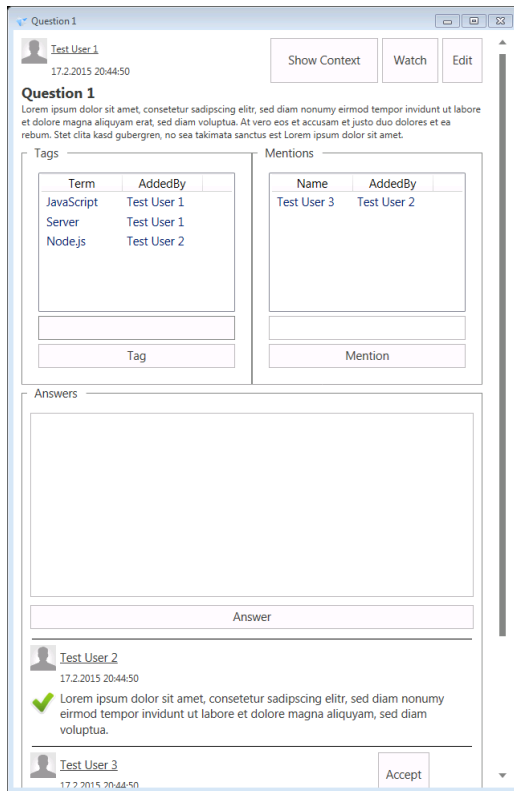 Question 1
Test User 1
17.2.2015 20:44:50
Show Context
Watch
Edit
Question 1
Lorem ipsum dolor sit amet, consetetur sadipscing elitr, sed diam nonumy eirmod tempor invidunt ut labore
et dolore magna aliquyam erat, sed diam voluptua. At vero eos et accusam et justo duo dolores et ea
rebum. Stet clita kasd gubergren, no sea takimata sanctus est Lorem ipsum dolor sit amet.
Tags
Term AddedBy
JavaScript Test User 1
Server Test User 1
Node.js Test User 2
Tag
Mentions
Name AddedBy
Test User 3 Test User 2
Mention
Answers
Answer
Test User 2
17.2.2015 20:44:50
Lorem ipsum dolor sit amet, consetetur sadipscing elitr, sed diam nonumy
eirmod tempor invidunt ut labore et dolore magna aliquyam, sed diam
voluptua.
Test User 3
17.2.2015 20:44:50
Accept